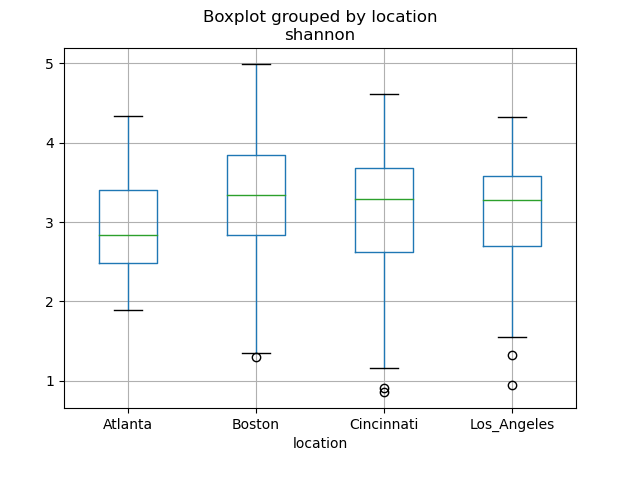 Boxplot grouped by location
shannon
5
4
3
2
1
Atlanta Boston Cincinnati Los_Angeles
location